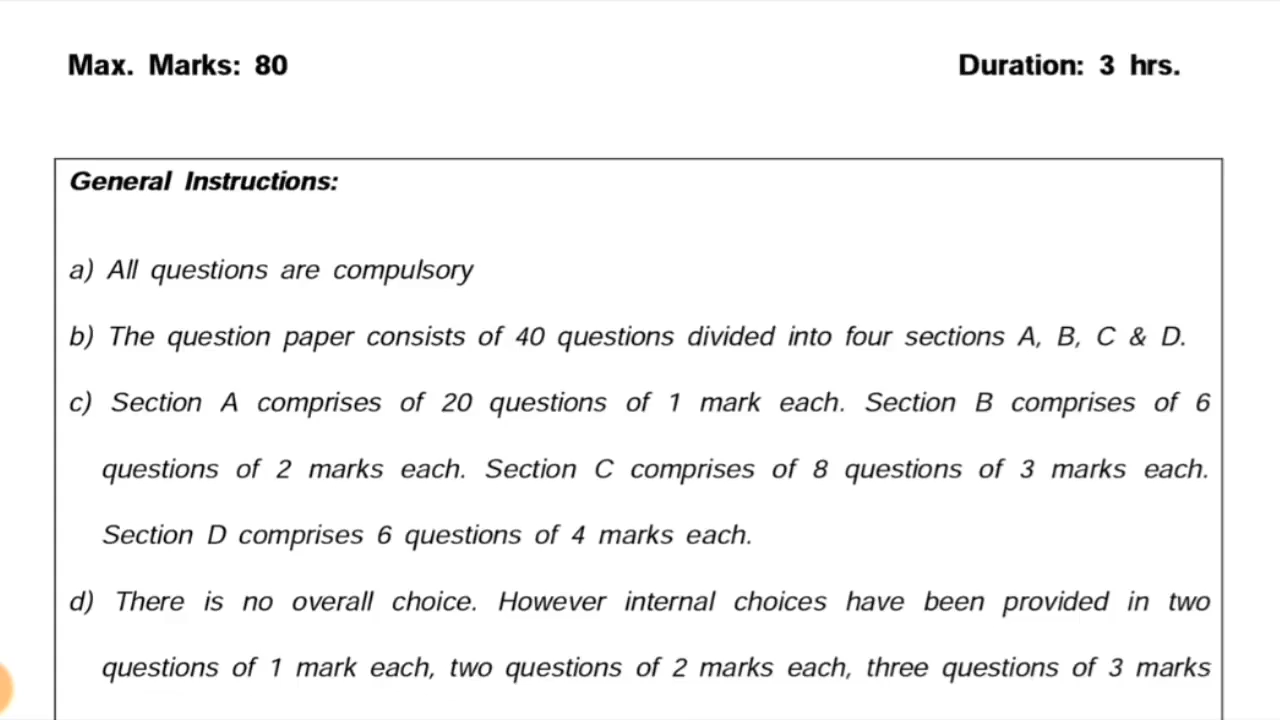 Max. Marks: 80
Duration: 3 hrs.
General Instructions:
a) All questions are compulsory
b) The question paper consists of 40 questions divided into four sections A, B, C & D.
c) Section A comprises of 20 questions of 1 mark each. Section B comprises of 6
questions of 2 marks each. Section C comprises of 8 questions of 3 marks each.
Section D comprises 6 questions of 4 marks each.
d) There is no overall choice. However internal choices have been provided in two
questions of 1 mark each, two questions of 2 marks each, three questions of 3 marks